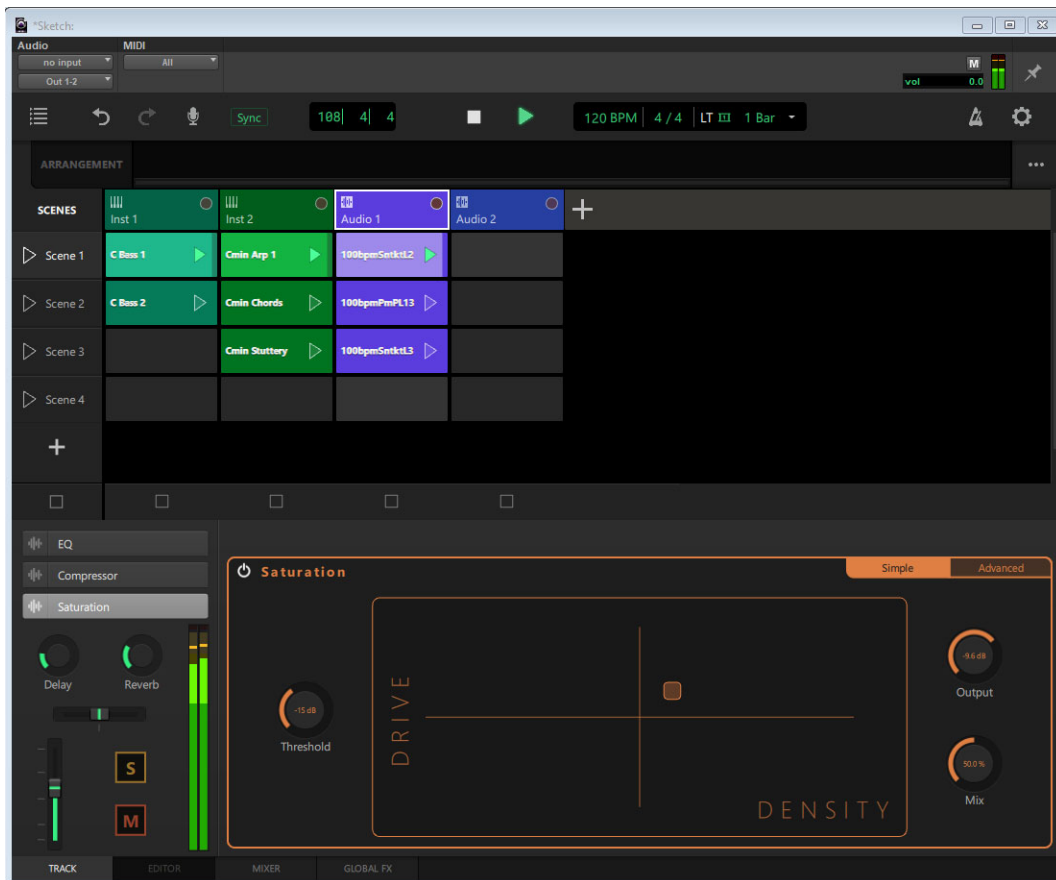 *Sketch:
Audio MIDI
no input All
Out 1-2
M
vol 0.0
Sync 108 4 4 120 BPM 4 / 4 LT 1 Bar
ARRANGEMENT
SCENES Inst 1 Inst 2 Audio 1 Audio 2
Scene 1 C Bass 1 Cmin Arp 1 100bpmSntktL2
Scene 2 C Bass 2 Cmin Chords 100bpmPmPL13
Scene 3 Cmin Stuttery 100bpmSntktL3
Scene 4
EQ
Compressor
Saturation
Delay Reverb
S
M
Saturation Simple Advanced
-15 dB
Threshold
DRIVE
DENSITY
-9.6 dB
Output
50.0 %
Mix
TRACK EDITOR MIXER GLOBAL FX